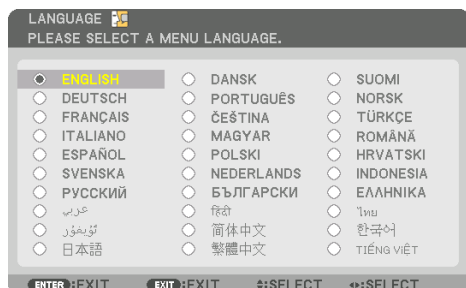 LANGUAGE
PLEASE SELECT A MENU LANGUAGE.
ENGLISH DANSK SUOMI
DEUTSCH PORTUGUÊS NORSK
FRANÇAIS ČEŠTINA TÜRKÇE
ITALIANO MAGYAR ROMÂNĂ
ESPAÑOL POLSKI HRVATSKI
SVENSKA NEDERLANDS INDONESIA
РУССКИЙ БЪЛГАРСКИ ΕΛΛΗΝΙΚΑ
عربي हिंदी ไทย
ئۇيغۇر 简体中文 한국어
日本語 繁體中文 TIẾNG VIỆT
ENTER :EXIT EXIT :EXIT :SELECT :SELECT